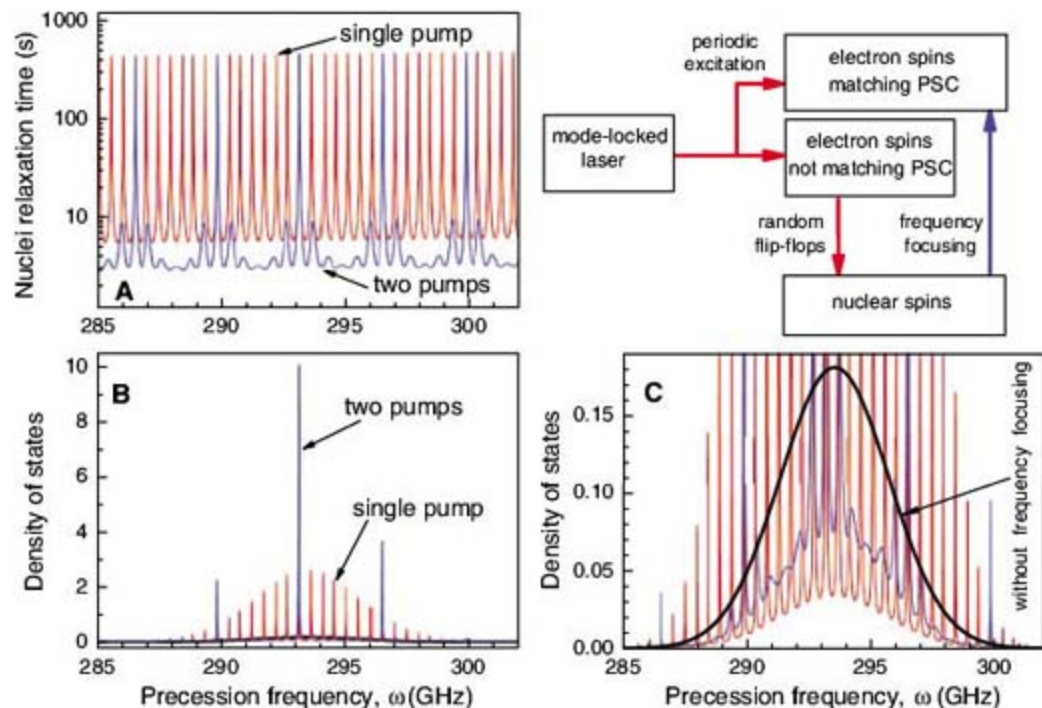 Nuclei relaxation time (s)
1000
100
10
single pump
two pumps
A
285 290 295 300
mode-locked
laser
periodic
excitation
electron spins
matching PSC
electron spins
not matching PSC
random
flip-flops
frequency
focusing
nuclear spins
Density of states
10
8
6
4
2
0
B
two pumps
single pump
285 290 295 300
Precession frequency, ω(GHz)
Density of states
0.15
0.10
0.05
0.00
C
without frequency focusing
285 290 295 300
Precession frequency, ω(GHz)